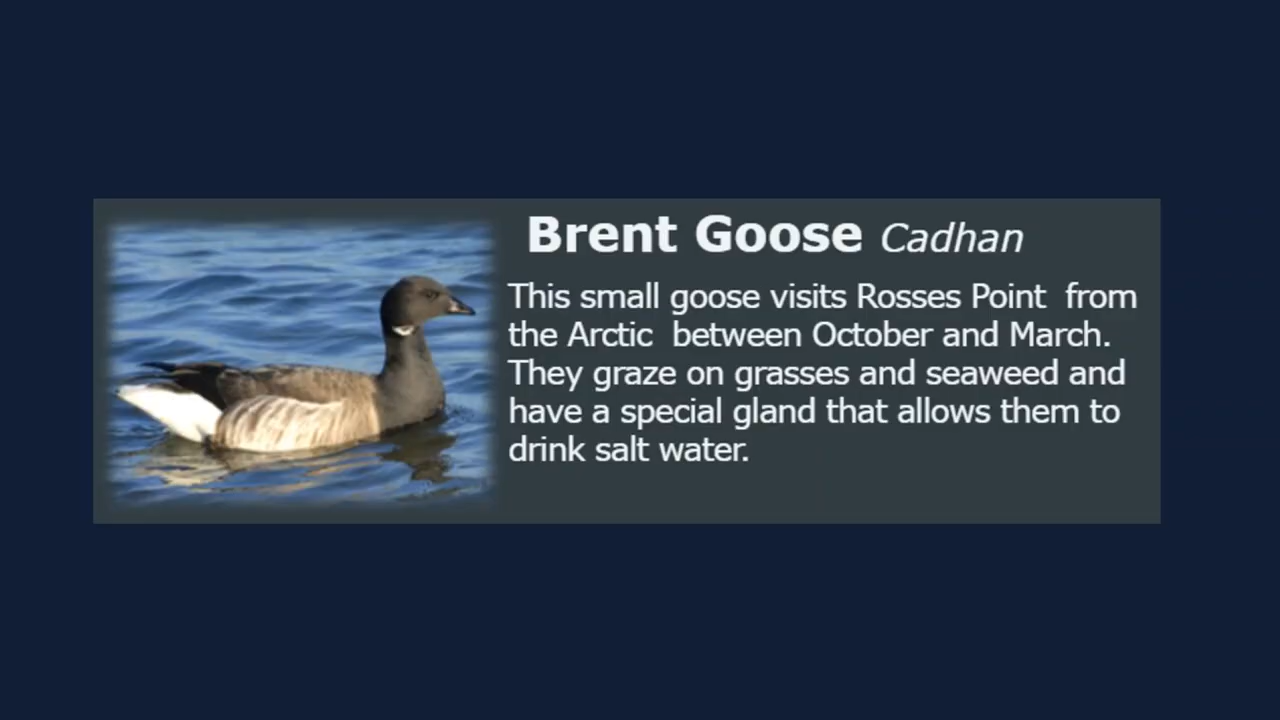 Brent Goose Cadhan
This small goose visits Rosses Point from
the Arctic between October and March.
They graze on grasses and seaweed and
have a special gland that allows them to
drink salt water.